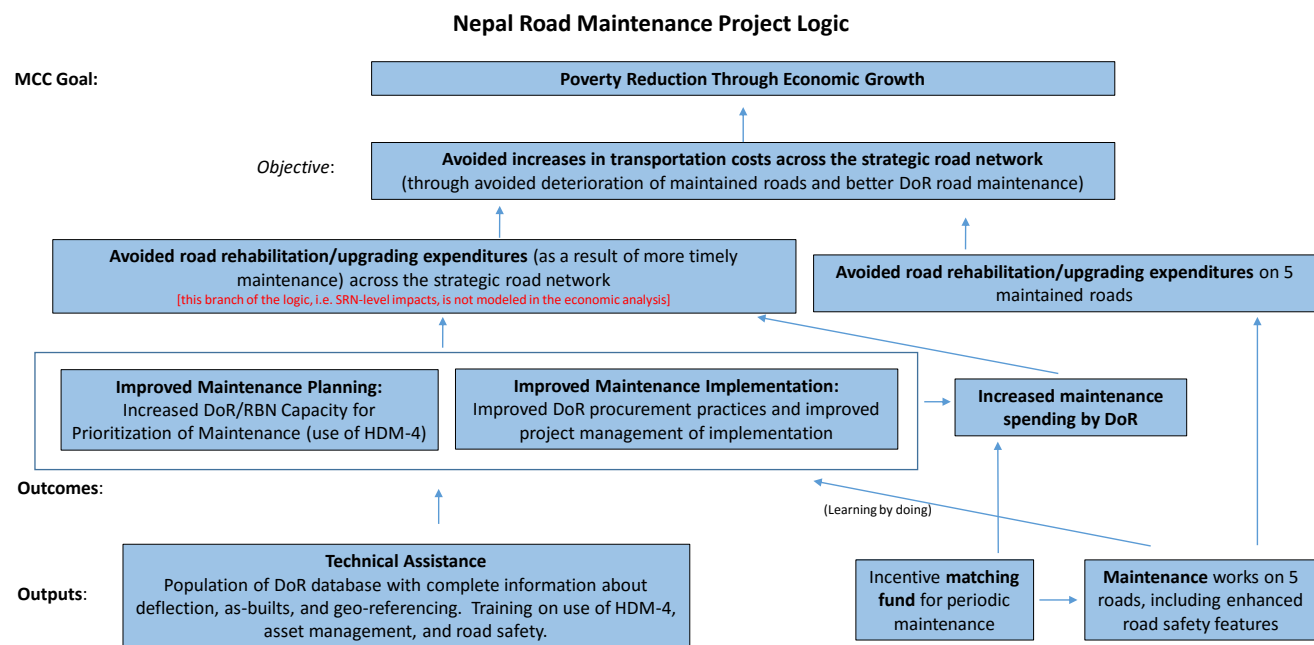 Nepal Road Maintenance Project Logic
MCC Goal:
Poverty Reduction Through Economic Growth
Objective:
Avoided increases in transportation costs across the strategic road network
(through avoided deterioration of maintained roads and better DoR road maintenance)
Avoided road rehabilitation/upgrading expenditures (as a result of more timely
maintenance) across the strategic road network
[this branch of the logic, i.e. SRN-level impacts, is not modeled in the economic analysis]
Avoided road rehabilitation/upgrading expenditures on 5
maintained roads
Improved Maintenance Planning:
Increased DoR/RBN Capacity for
Prioritization of Maintenance (use of HDM-4)
Improved Maintenance Implementation:
Improved DoR procurement practices and improved
project management of implementation
Increased maintenance
spending by DoR
Outcomes:
(Learning by doing)
Outputs:
Technical Assistance
Population of DoR database with complete information about
deflection, as-builts, and geo-referencing. Training on use of HDM-4,
asset management, and road safety.
Incentive matching
fund for periodic
maintenance
Maintenance works on 5
roads, including enhanced
road safety features